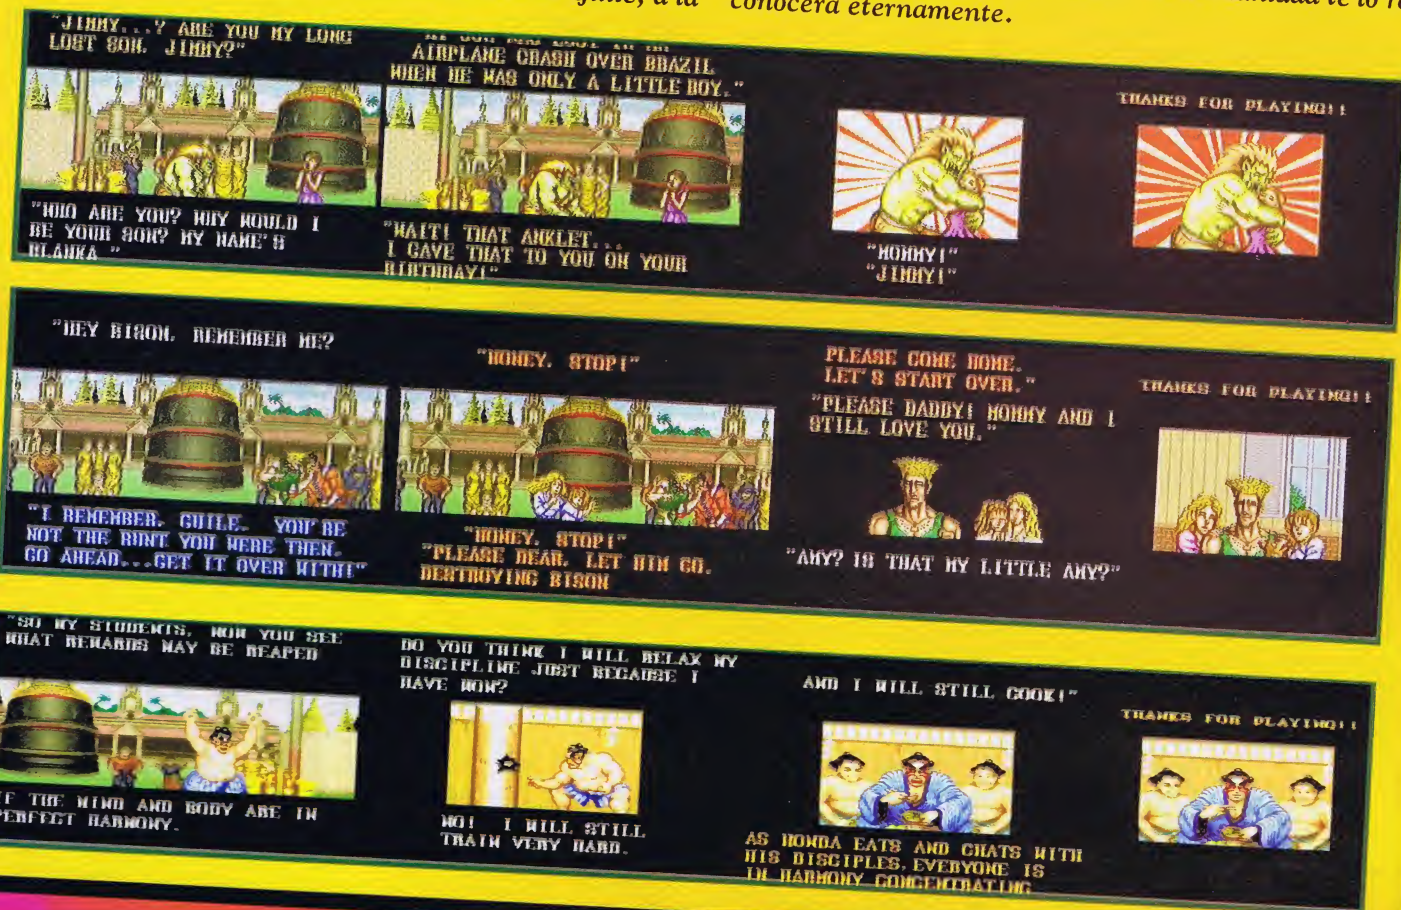 conocerá eternamente.
"JIMMY...? ARE YOU MY LONG
LOST SON, JIMMY?"
"WHO ARE YOU? WHY WOULD I
BE YOUR SON? MY NAME'S
BLANKA."
AIRPLANE CRASH OVER BRAZIL
WHEN HE WAS ONLY A LITTLE BOY."
"WAIT! THAT ANKLET...
I GAVE THAT TO YOU ON YOUR
BIRTHDAY!"
"MOMMY!"
"JIMMY!"
THANKS FOR PLAYING!!
"HEY BISON, REMEMBER ME?
"I REMEMBER, GUILE. YOU'RE
NOT THE RUNT YOU WERE THEN.
GO AHEAD...GET IT OVER WITH!"
"HONEY, STOP!"
"HONEY, STOP!"
"PLEASE DEAR, LET HIM GO.
DESTROYING BISON
PLEASE COME HOME.
LET'S START OVER."
"PLEASE DADDY! MOMMY AND I
STILL LOVE YOU."
"AMY? IS THAT MY LITTLE AMY?"
THANKS FOR PLAYING!!
"SO MY STUDENTS, NOW YOU SEE
WHAT REWARDS MAY BE REAPED
IF THE MIND AND BODY ARE IN
PERFECT HARMONY.
DO YOU THINK I WILL RELAX MY
DISCIPLINE JUST BECAUSE I
HAVE WON?
NO! I WILL STILL
TRAIN VERY HARD.
AND I WILL STILL COOK!"
AS HONDA EATS AND CHATS WITH
HIS DISCIPLES, EVERYONE IS
IN HARMONY CONCENTRATING
THANKS FOR PLAYING!!